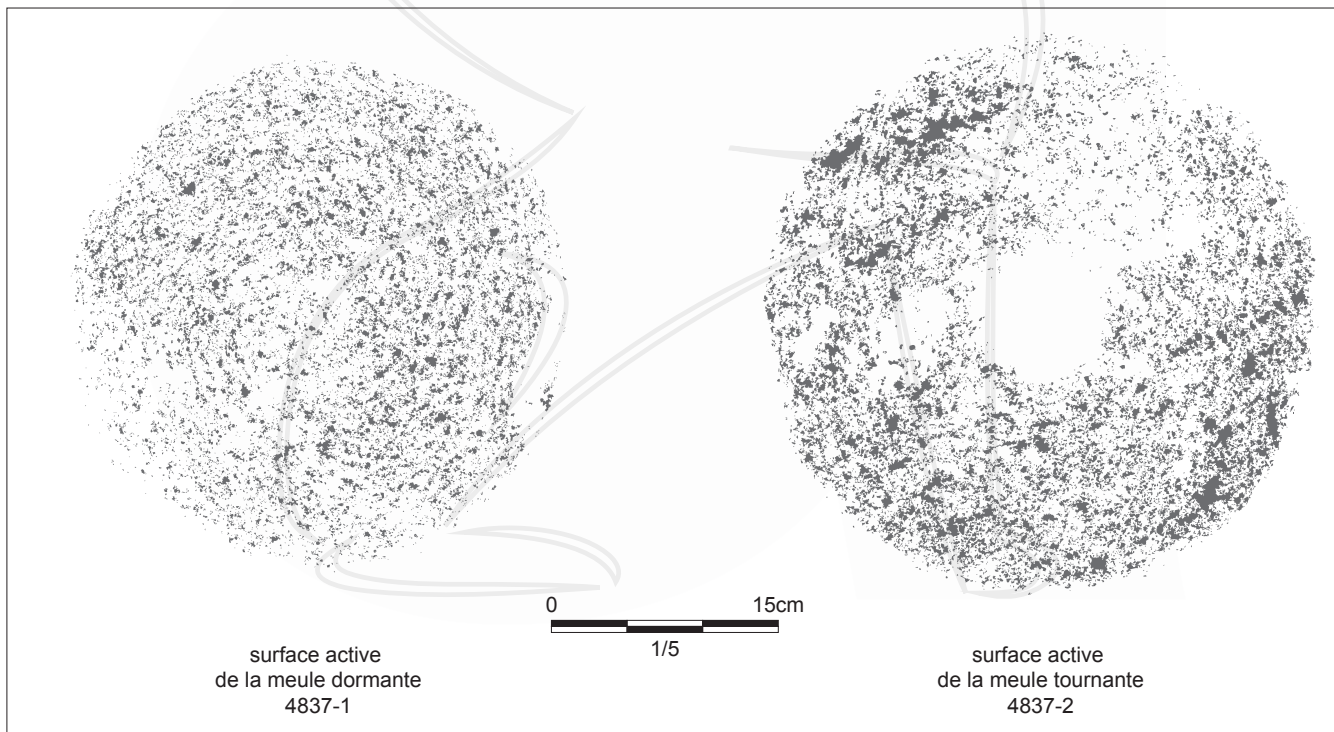 0 15cm
1/5
surface active
de la meule dormante
4837-1
surface active
de la meule tournante
4837-2